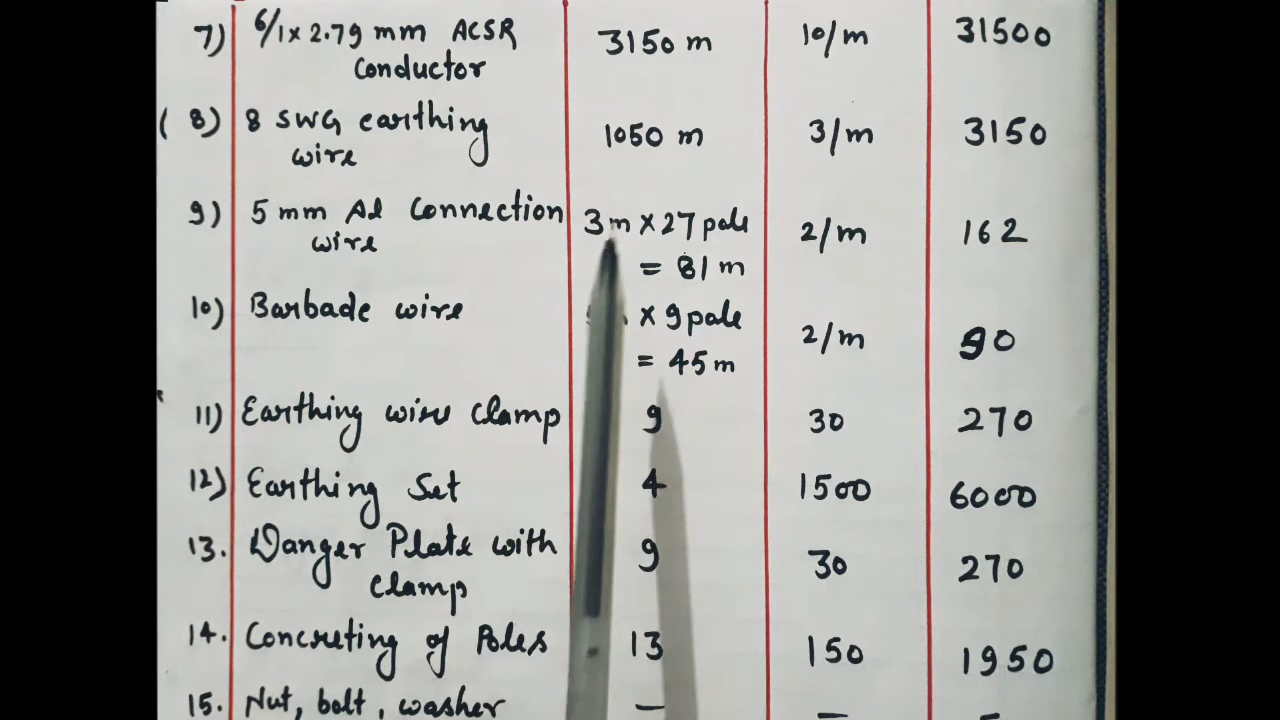 7) 6/1 x 2.79 mm ACSR 3150 m 10/m 31500
Conductor
( 8) 8 SWG earthing 1050 m 3/m 3150
wire
9) 5 mm Al Connection 3m x 27 pole 2/m 162
wire = 81 m
10) Barbade wire x 9 pole 2/m 90
= 45 m
11) Earthing wire Clamp 9 30 270
12) Earthing Set 4 1500 6000
13. Danger Plate with 9 30 270
Clamp
14. Concreting of Poles 13 150 1950
15. Nut, bolt, washer — — –